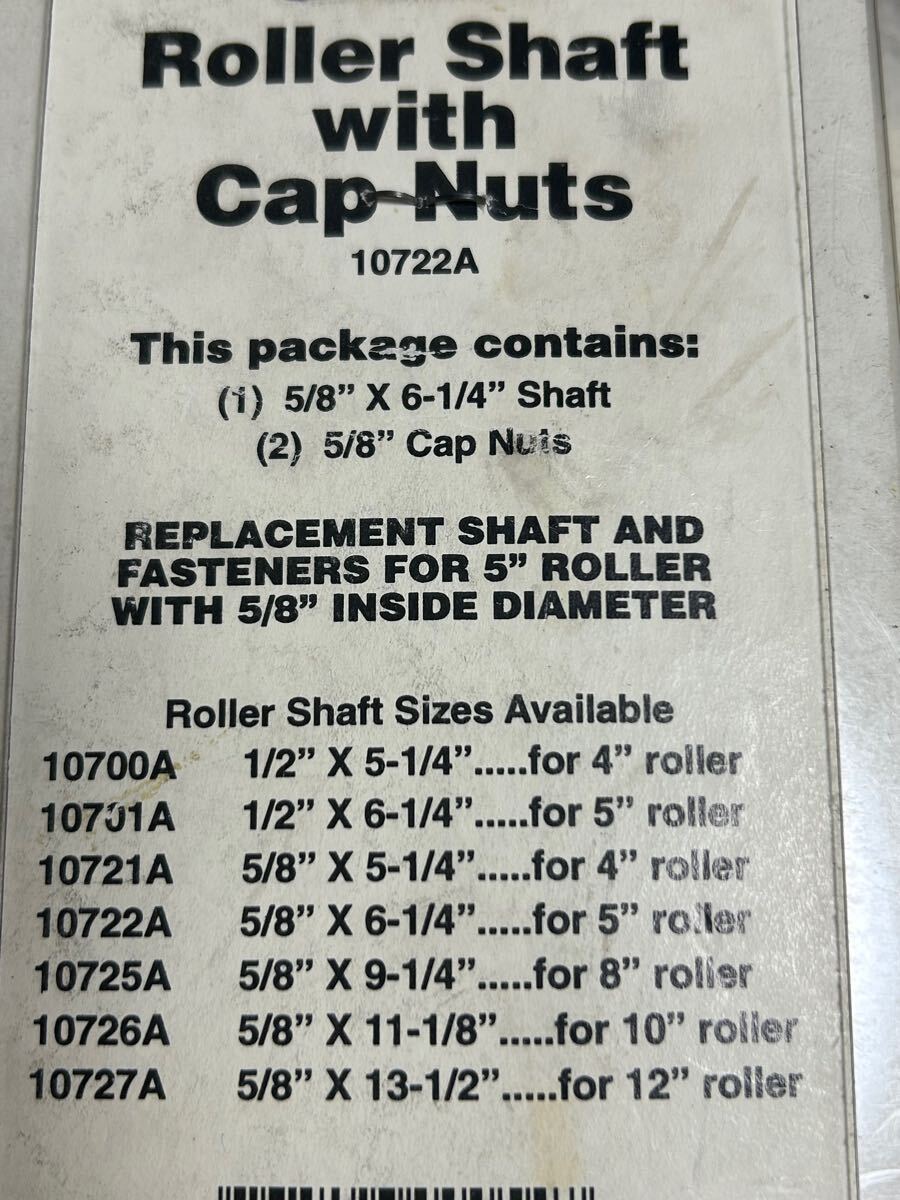 Roller Shaft
with
Cap Nuts
10722A
This package contains:
(1) 5/8” X 6-1/4” Shaft
(2) 5/8” Cap Nuts
REPLACEMENT SHAFT AND
FASTENERS FOR 5” ROLLER
WITH 5/8” INSIDE DIAMETER
Roller Shaft Sizes Available
10700A 1/2” X 5-1/4”.....for 4” roller
10701A 1/2” X 6-1/4”.....for 5” roller
10721A 5/8” X 5-1/4”.....for 4” roller
10722A 5/8” X 6-1/4”.....for 5” roller
10725A 5/8” X 9-1/4”.....for 8” roller
10726A 5/8” X 11-1/8”.....for 10” roller
10727A 5/8” X 13-1/2”.....for 12” roller